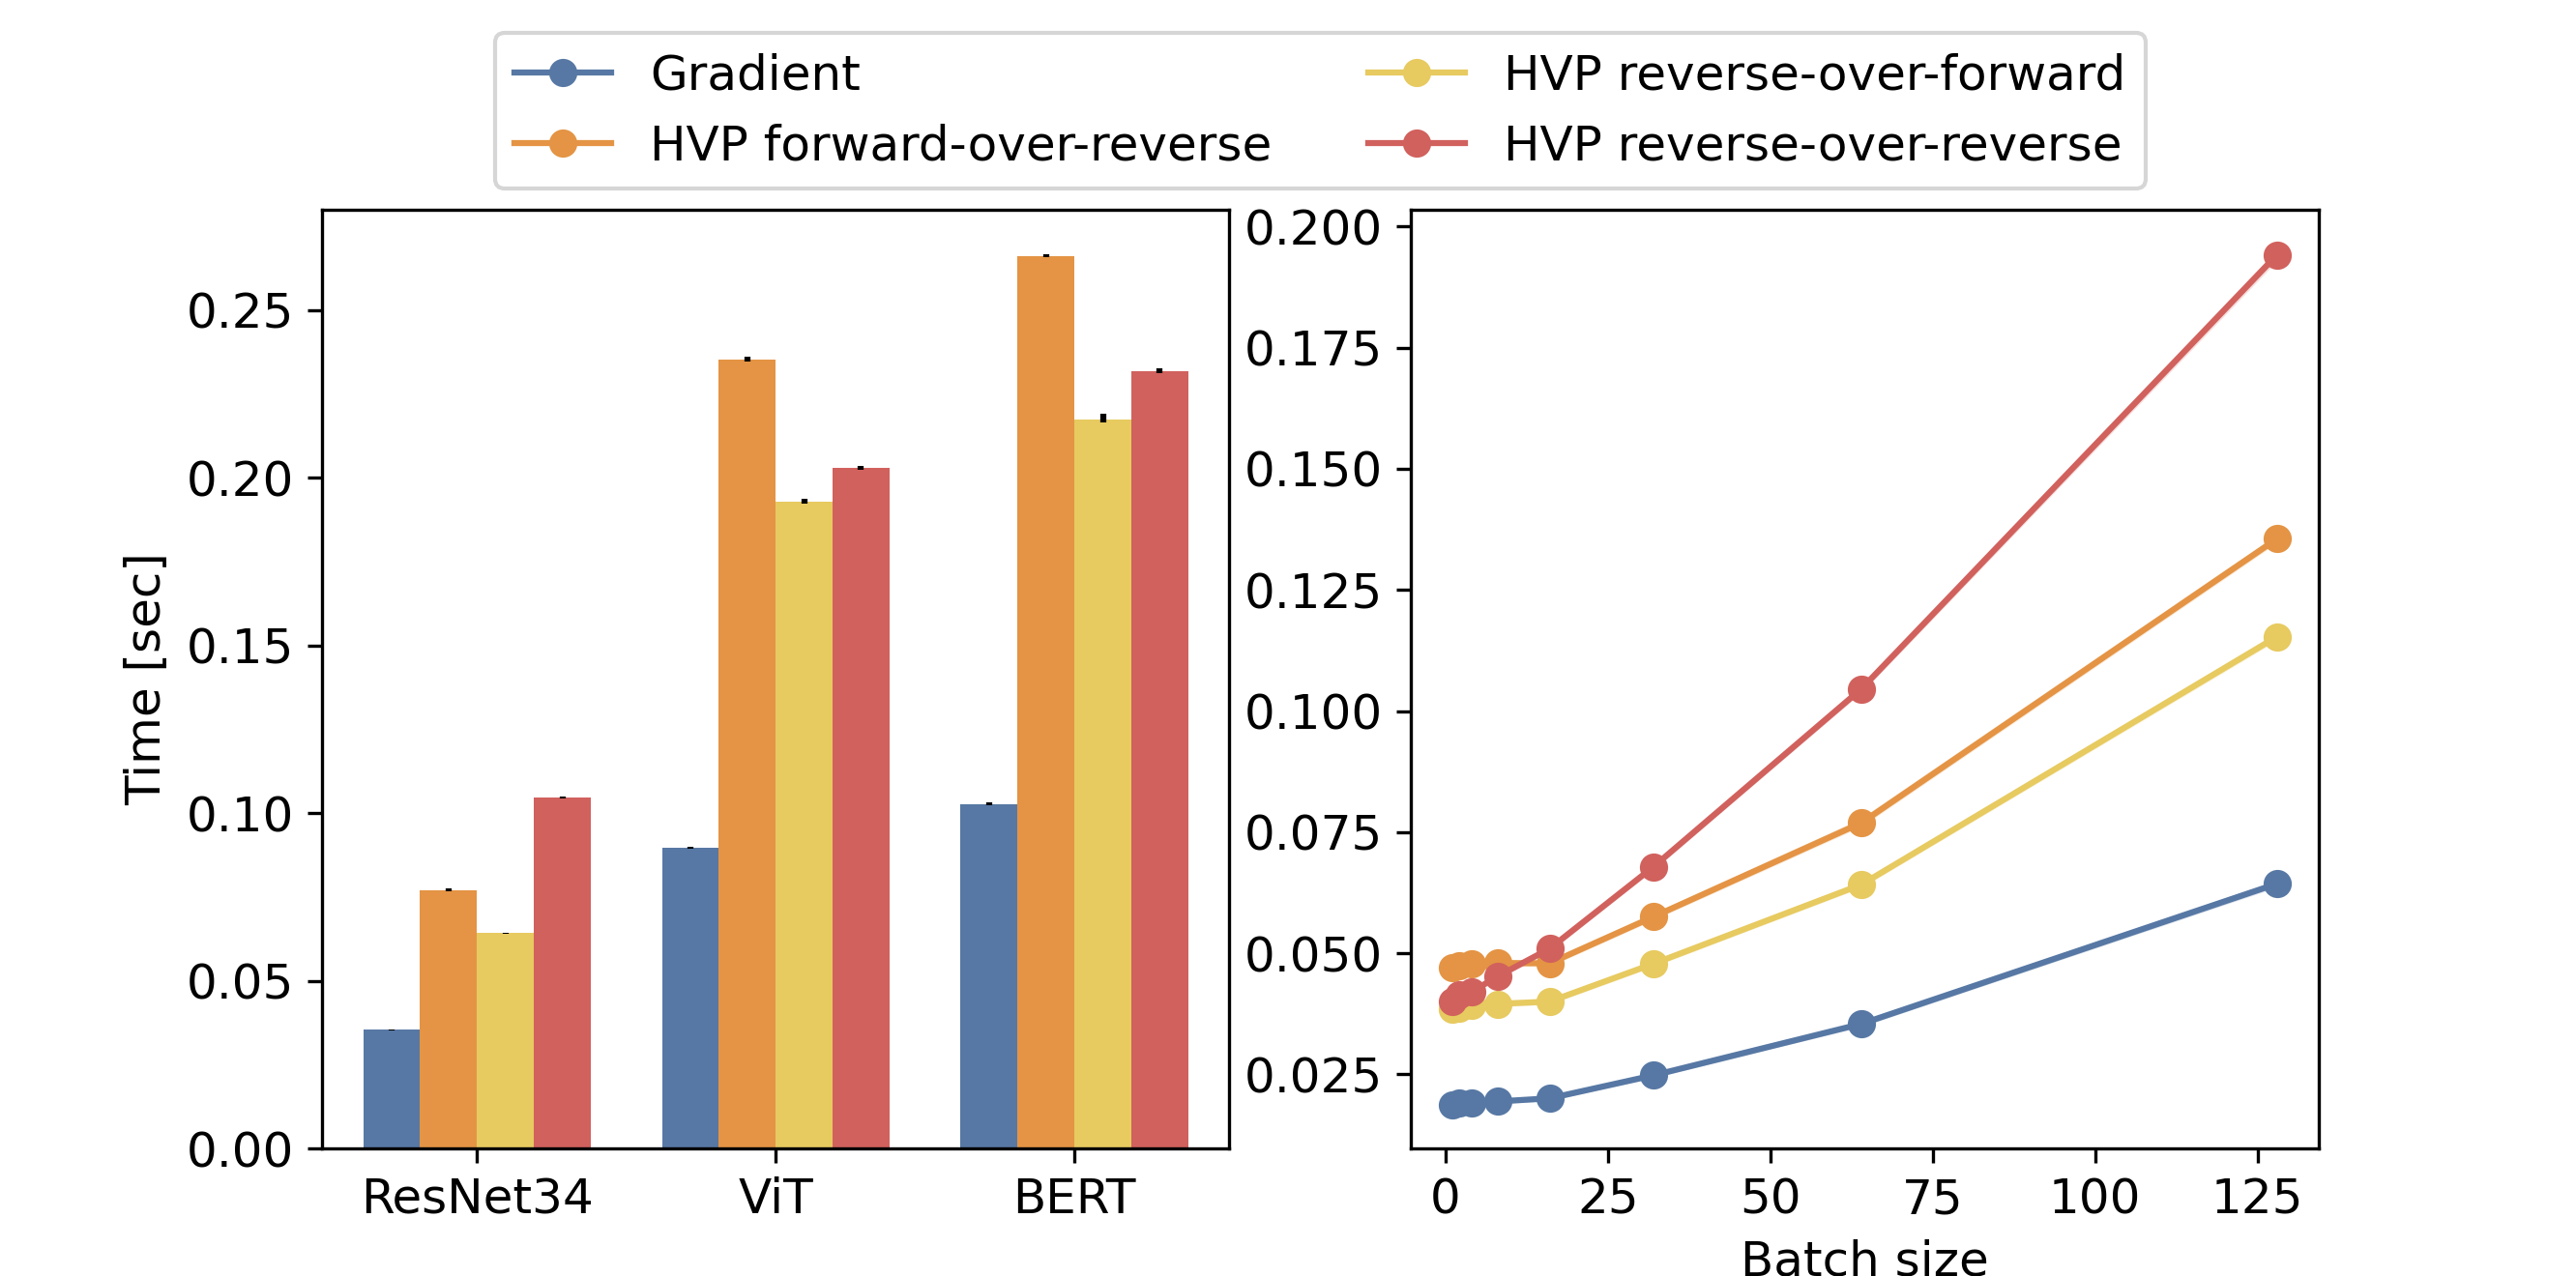 Gradient
HVP forward-over-reverse
HVP reverse-over-forward
HVP reverse-over-reverse
Time [sec]
0.25
0.20
0.15
0.10
0.05
0.00
ResNet34 ViT BERT
0.200
0.175
0.150
0.125
0.100
0.075
0.050
0.025
0 25 50 75 100 125
Batch size